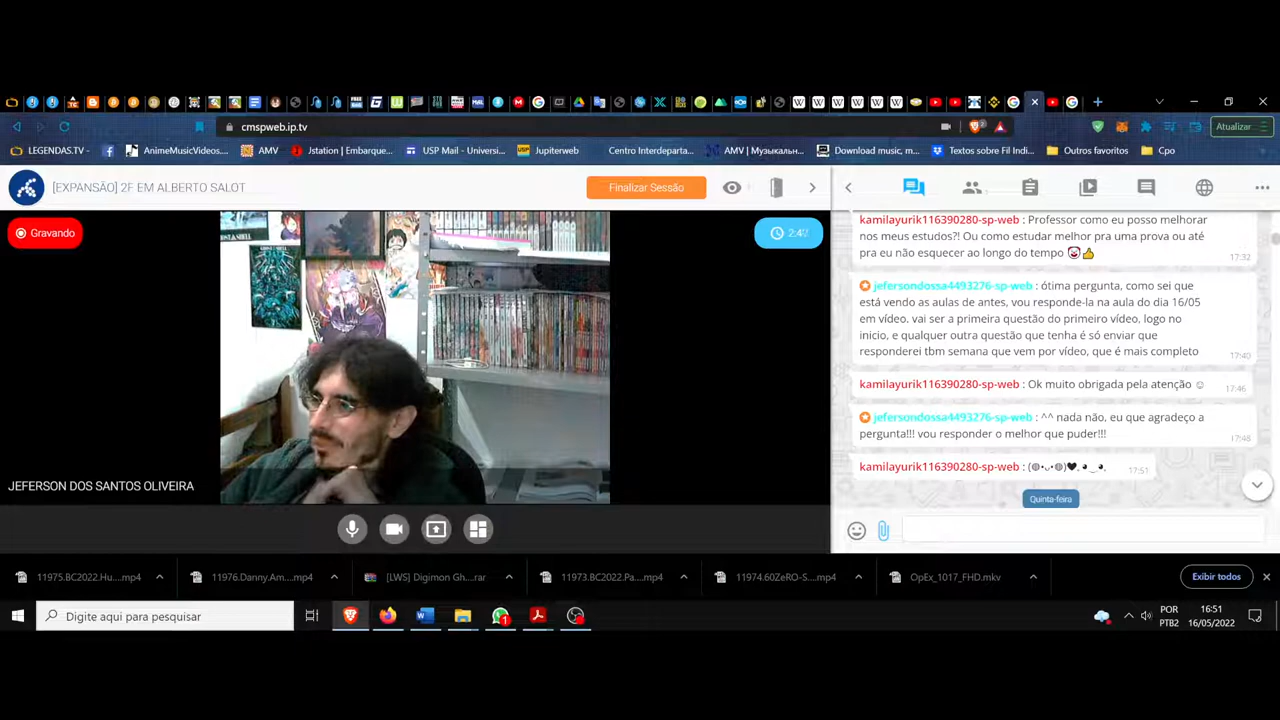 cmspweb.ip.tv
Atualizar
LEGENDAS.TV -
AnimeMusicVideos...
AMV
Jstation | Embarque...
USP Mail - Universi...
Jupiterweb
Centro Interdeparta...
AMV | Музыкальн...
Download music, m...
Textos sobre Fil Indi...
Outros favoritos
Cpo
[EXPANSÃO] 2F EM ALBERTO SALOT
Finalizar Sessão
Gravando
JEFERSON DOS SANTOS OLIVEIRA
kamilayurik116390280-sp-web : Professor como eu posso melhorar
nos meus estudos?! Ou como estudar melhor pra uma prova ou até
pra eu não esquecer ao longo do tempo 🤡👍
17:32
jefersondossa4493276-sp-web : ótima pergunta, como sei que
está vendo as aulas de antes, vou responde-la na aula do dia 16/05
em vídeo. vai ser a primeira questão do primeiro vídeo, logo no
inicio, e qualquer outra questão que tenha é só enviar que
responderei tbm semana que vem por vídeo, que é mais completo
17:40
kamilayurik116390280-sp-web : Ok muito obrigada pela atenção ☺
17:46
jefersondossa4493276-sp-web : ^^ nada não, eu que agradeço a
pergunta!!! vou responder o melhor que puder!!!
17:48
kamilayurik116390280-sp-web :
17:51
Quinta-feira
11975.BC2022.Hu....mp4
11976.Danny.Am....mp4
[LWS] Digimon Gh....rar
11973.BC2022.Pa....mp4
11974.60ZeRO-S....mp4
OpEx_1017_FHD.mkv
Exibir todos
Digite aqui para pesquisar
POR
PTB2
16:51
16/05/2022